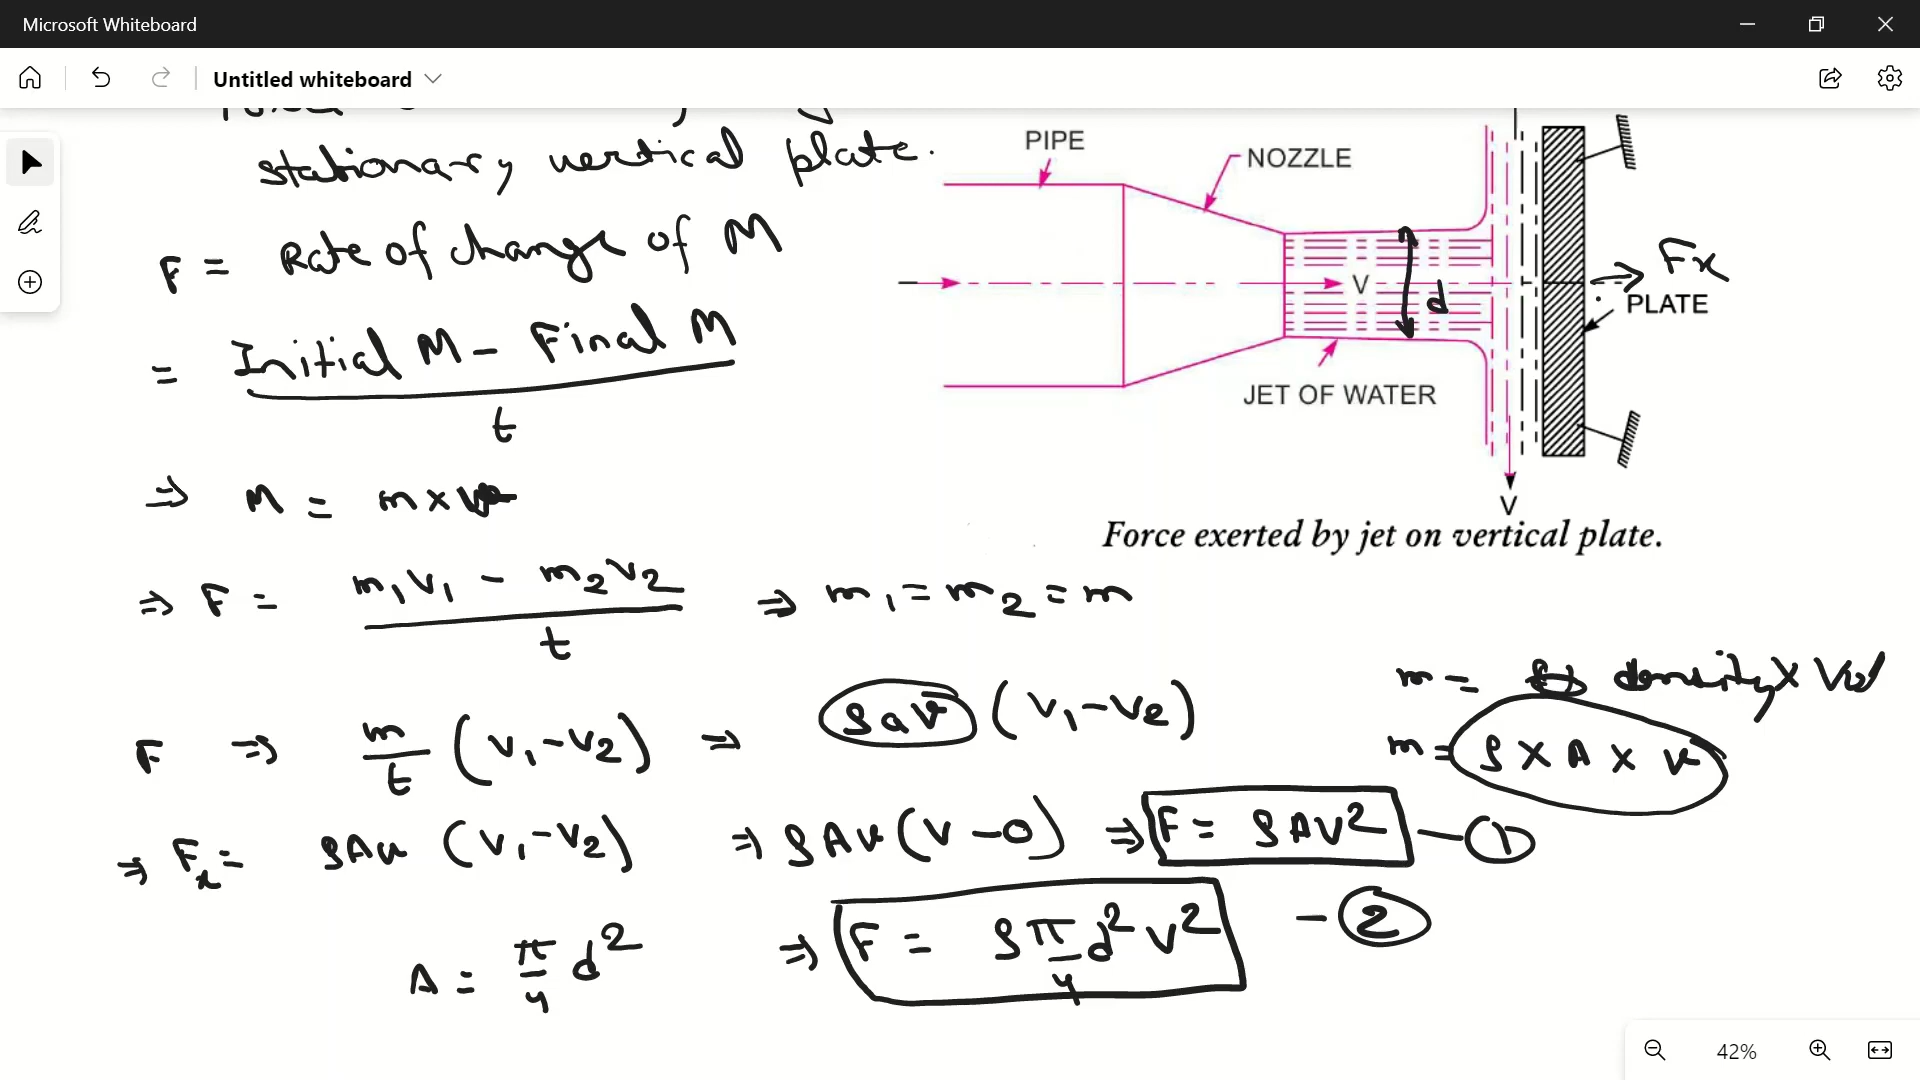 Microsoft Whiteboard
Untitled whiteboard
stationary vertical plate.
F = Rate of change of M
= Initial M - Final M
t
⇒ M = m × V
⇒ F = m₁v₁ - m₂v₂ ⇒ m₁ = m₂ = m
t
F ⇒ m/t (v₁-v₂) ⇒ ρav (v₁-v₂)
⇒ Fx = ρAv (v₁-v₂) ⇒ ρAv (v-0) ⇒ F = ρAv² - ①
A = π/4 d² ⇒ F = ρ π/4 d² v² - ②
m = density × Vol
m = ρ × A × v
PIPE
NOZZLE
V
d
Fx
PLATE
JET OF WATER
V
Force exerted by jet on vertical plate.
42%